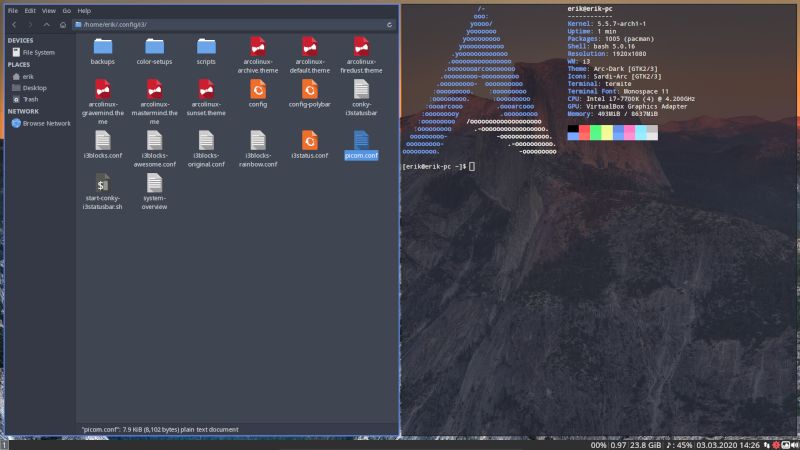 File Edit View Go Help
/home/erik/.config/i3/
DEVICES
File System
PLACES
erik
Desktop
Trash
NETWORK
Browse Network
backups
color-setups
scripts
arcolinux-archive.theme
arcolinux-default.theme
arcolinux-firedust.theme
arcolinux-gravemind.theme
arcolinux-mastermind.theme
arcolinux-sunset.theme
config
config-polybar
conky-i3statusbar
i3blocks.conf
i3blocks-awesome.conf
i3blocks-original.conf
i3blocks-rainbow.conf
i3status.conf
picom.conf
start-conky-i3statusbar.sh
system-overview
"picom.conf": 7.9 KiB (8,102 bytes) plain text document
erik@erik-pc
------------
Kernel: 5.5.7-arch1-1
Uptime: 1 min
Packages: 1005 (pacman)
Shell: bash 5.0.16
Resolution: 1920x1080
WM: i3
Theme: Arc-Dark [GTK2/3]
Icons: Sardi-Arc [GTK2/3]
Terminal: termite
Terminal Font: Monospace 11
CPU: Intel i7-7700K (4) @ 4.200GHz
GPU: VirtualBox Graphics Adapter
Memory: 493MiB / 8637MiB
[erik@erik-pc ~]$
1
00% 0.97 23.8 GiB ♪: 45% 03.03.2020 14:26